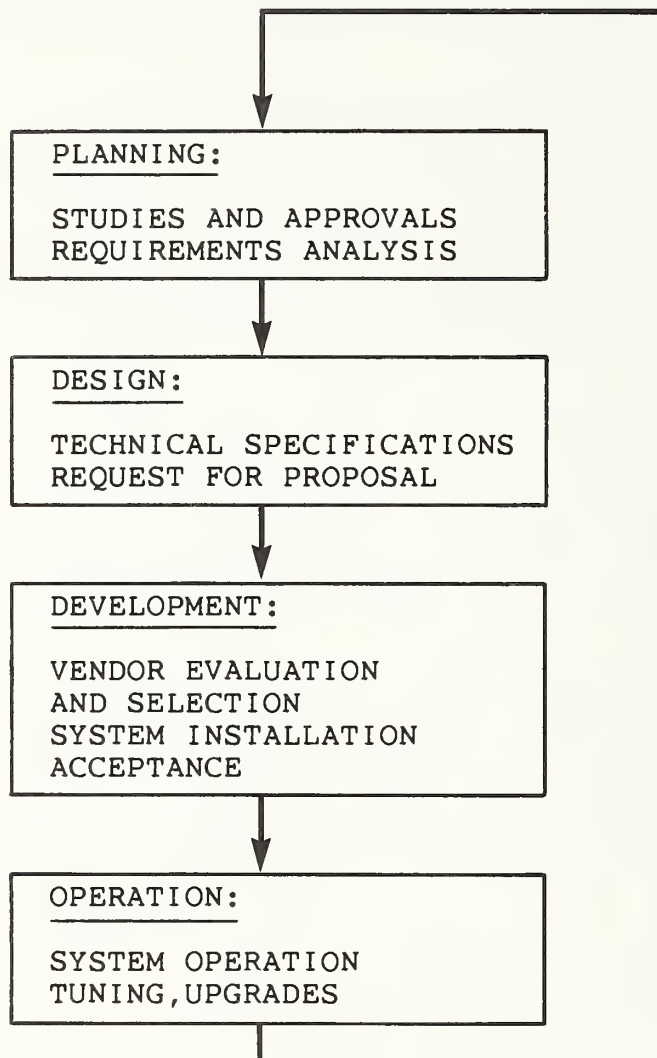 PLANNING:
STUDIES AND APPROVALS
REQUIREMENTS ANALYSIS
DESIGN:
TECHNICAL SPECIFICATIONS
REQUEST FOR PROPOSAL
DEVELOPMENT:
VENDOR EVALUATION
AND SELECTION
SYSTEM INSTALLATION
ACCEPTANCE
OPERATION:
SYSTEM OPERATION
TUNING,UPGRADES